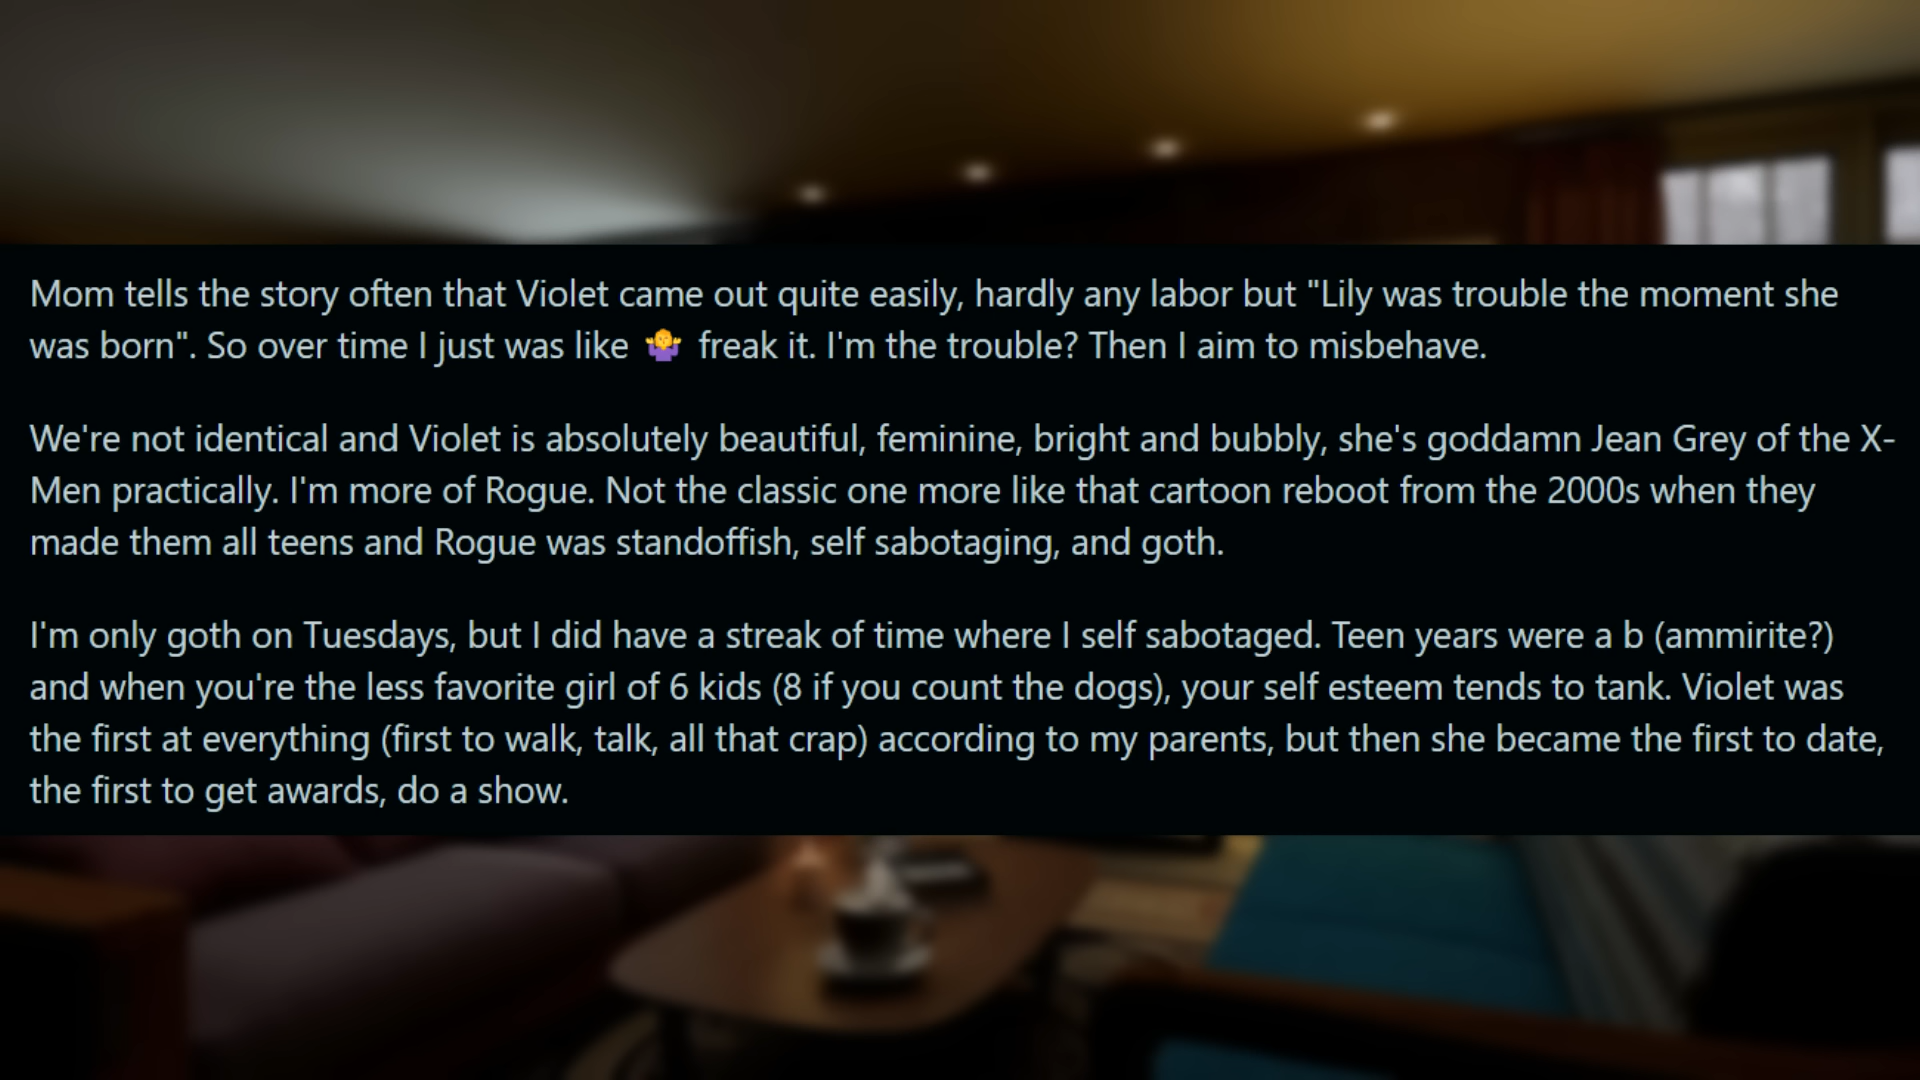 Mom tells the story often that Violet came out quite easily, hardly any labor but "Lily was trouble the moment she
was born". So over time I just was like 🤷 freak it. I'm the trouble? Then I aim to misbehave.
We're not identical and Violet is absolutely beautiful, feminine, bright and bubbly, she's goddamn Jean Grey of the X-
Men practically. I'm more of Rogue. Not the classic one more like that cartoon reboot from the 2000s when they
made them all teens and Rogue was standoffish, self sabotaging, and goth.
I'm only goth on Tuesdays, but I did have a streak of time where I self sabotaged. Teen years were a b (ammirite?)
and when you're the less favorite girl of 6 kids (8 if you count the dogs), your self esteem tends to tank. Violet was
the first at everything (first to walk, talk, all that crap) according to my parents, but then she became the first to date,
the first to get awards, do a show.